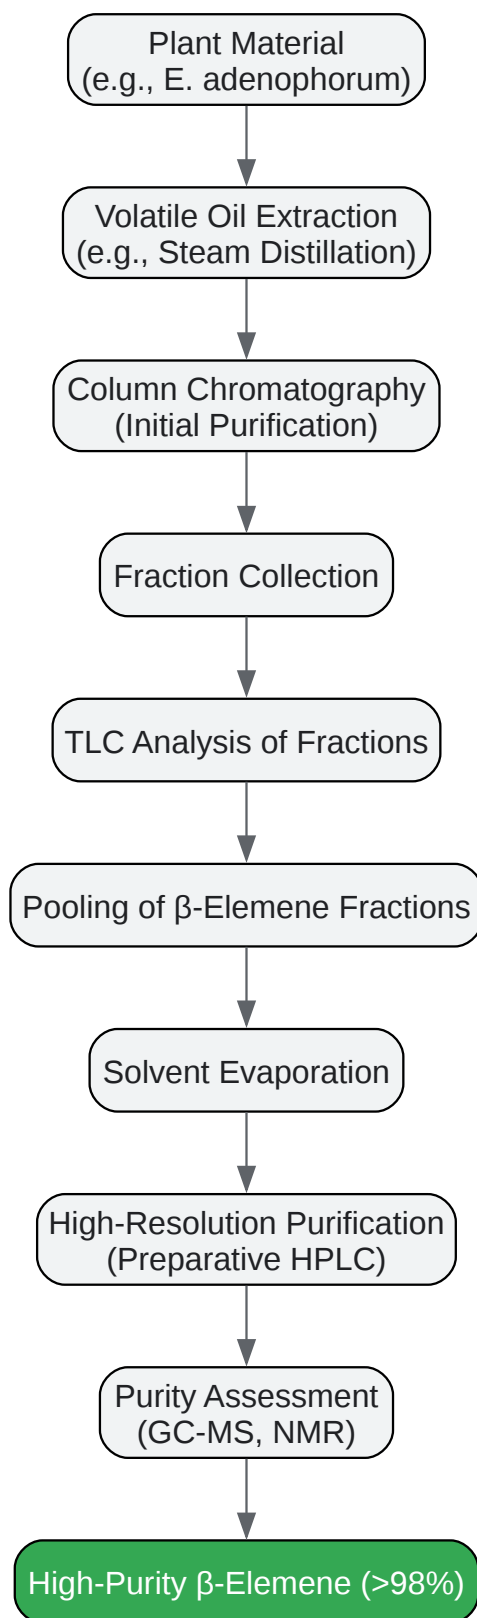 Plant Material
(e.g., E. adenophorum)
Volatile Oil Extraction
(e.g., Steam Distillation)
Column Chromatography
(Initial Purification)
Fraction Collection
TLC Analysis of Fractions
Pooling of β-Elemene Fractions
Solvent Evaporation
High-Resolution Purification
(Preparative HPLC)
Purity Assessment
(GC-MS, NMR)
High-Purity β-Elemene (>98%)